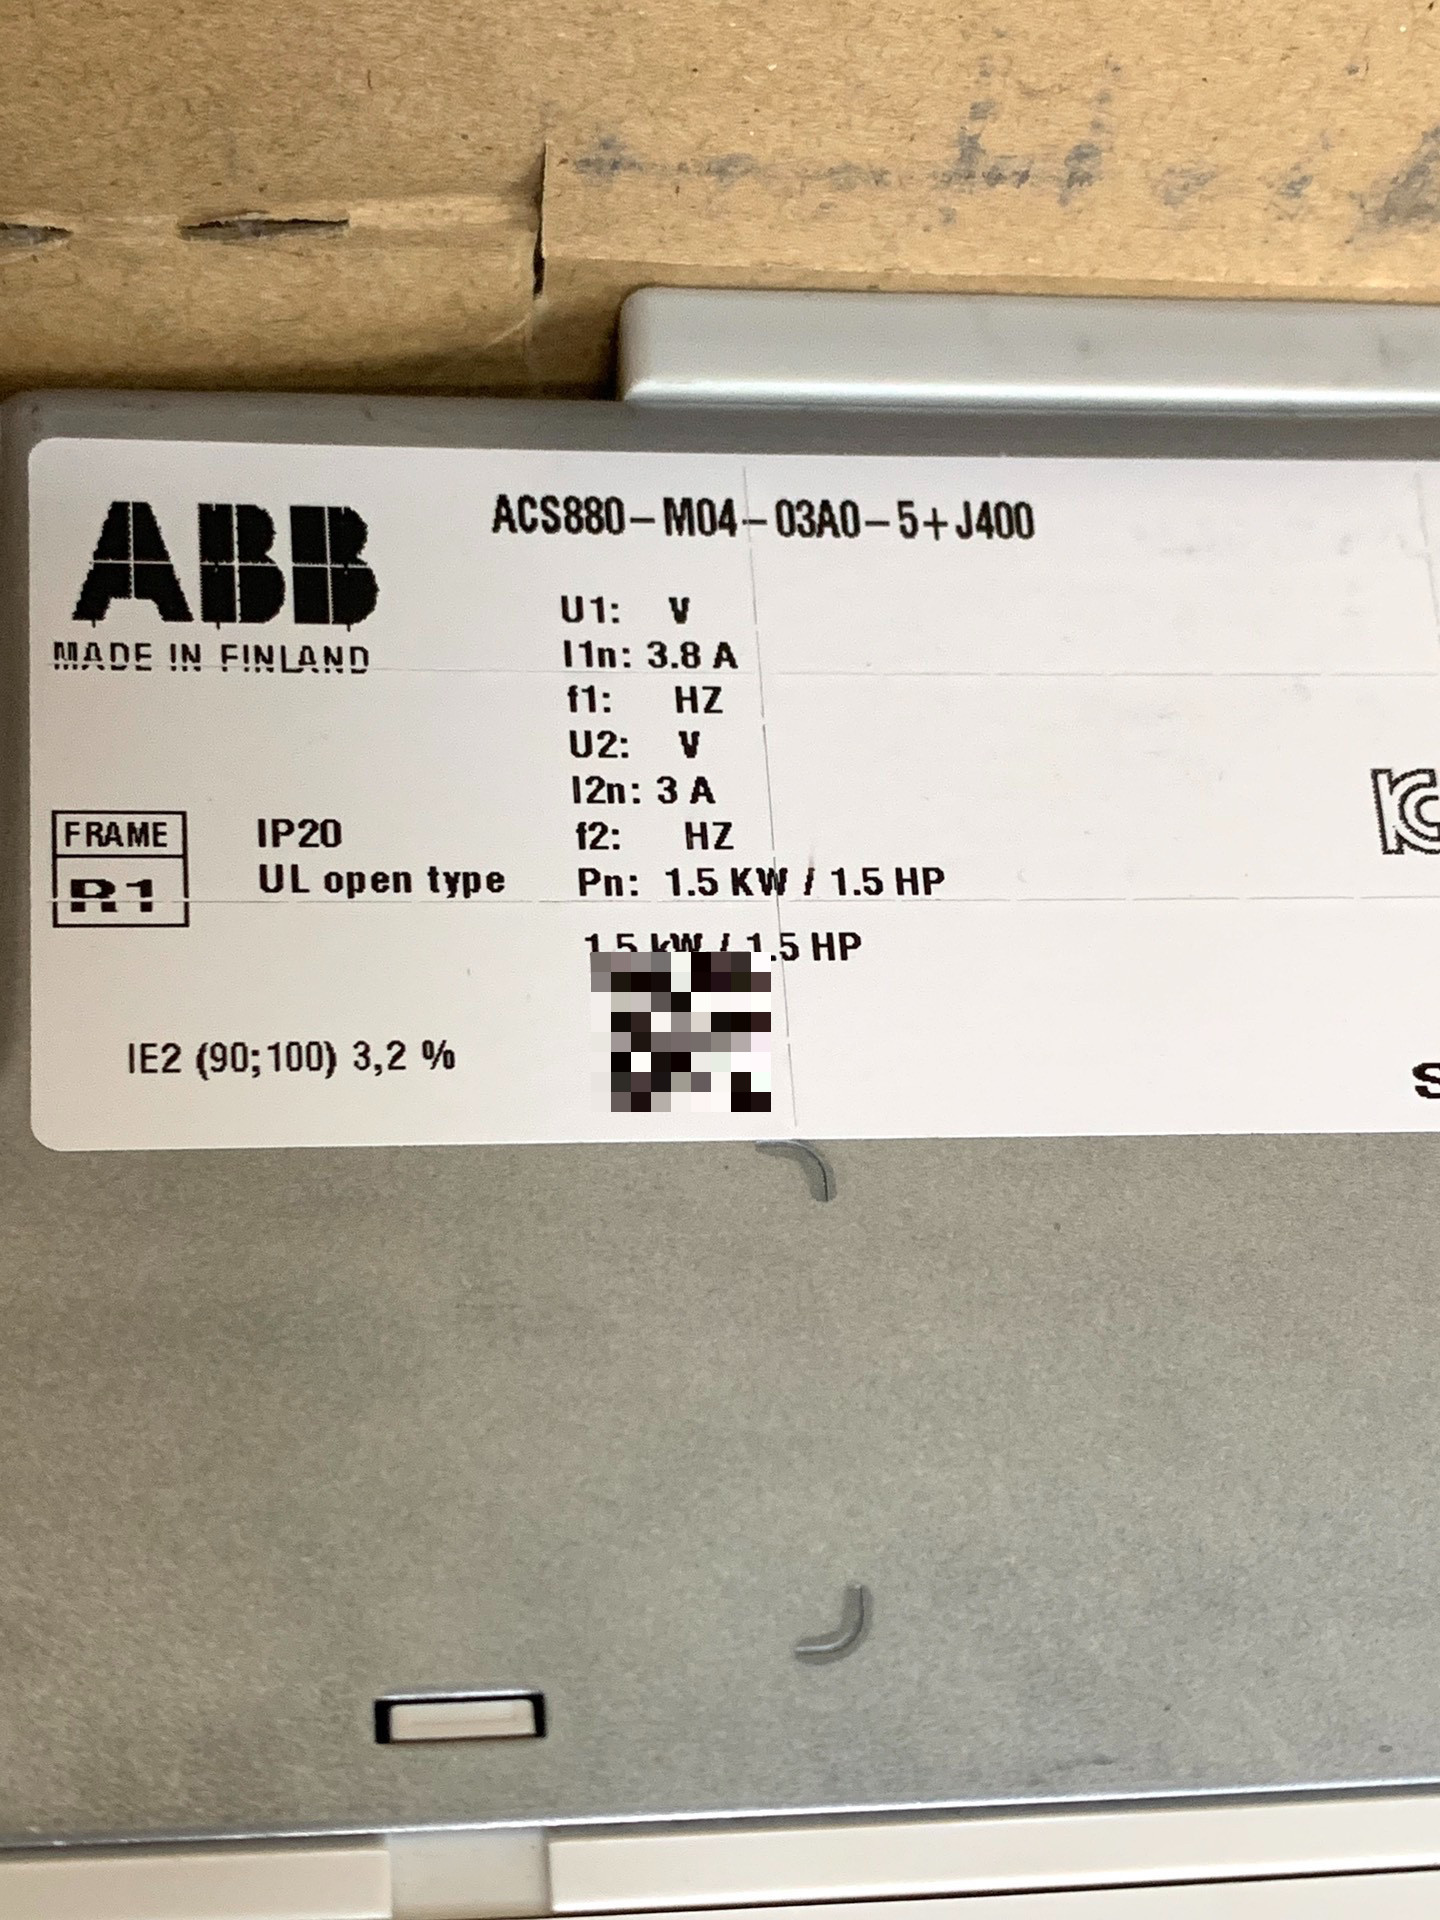 ABB
MADE IN FINLAND
ACS880-M04-03A0-5+J400
U1: V
I1n: 3.8 A
f1: HZ
U2: V
I2n: 3 A
f2: HZ
Pn: 1.5 KW / 1.5 HP
1.5 kW / 1.5 HP
FRAME
R1
IP20
UL open type
IE2 (90;100) 3,2 %
S